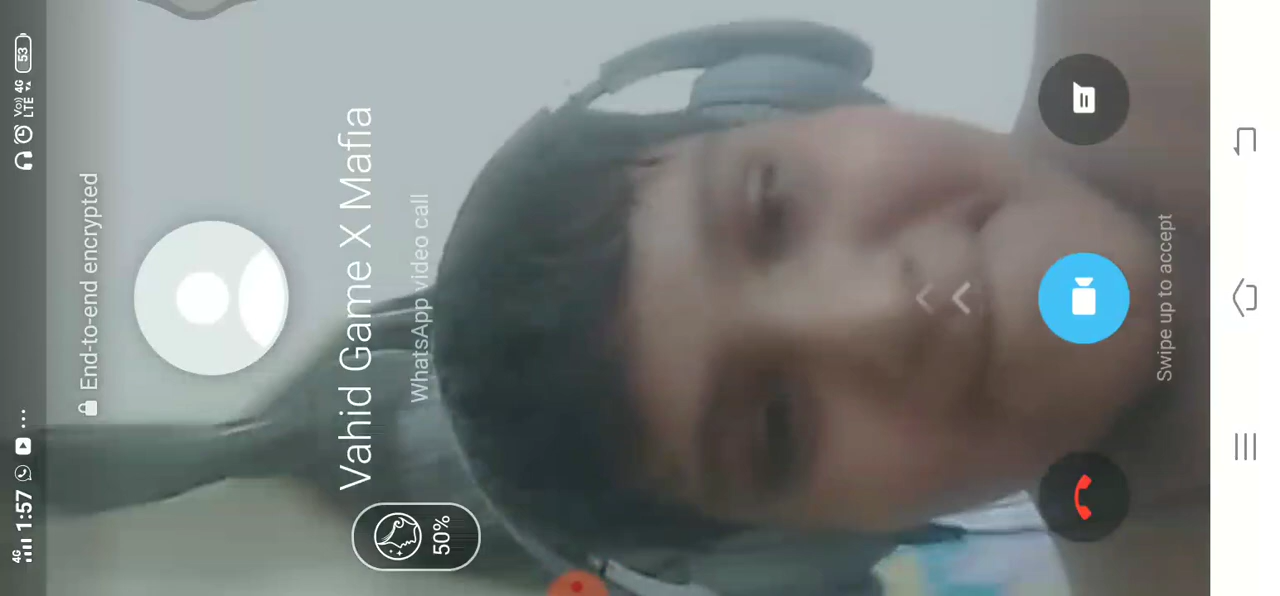 4G 1:57 ... Vo)) 4G LTE 53
End-to-end encrypted
Vahid Game X Mafia
WhatsApp video call
50%
Swipe up to accept